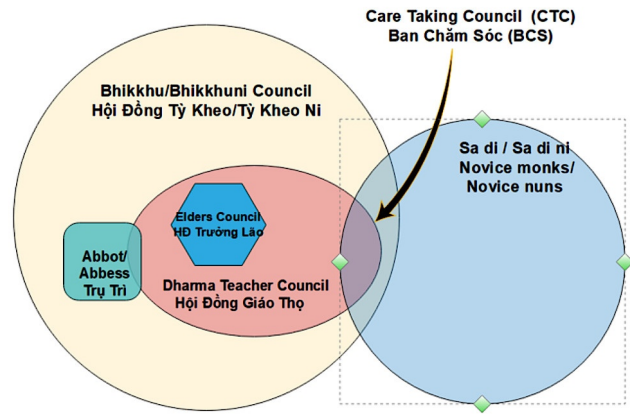 Care Taking Council (CTC)
Ban Chăm Sóc (BCS)
Bhikkhu/Bhikkhuni Council
Hội Đồng Tỳ Kheo/Tỳ Kheo Ni
Sa di / Sa di ni
Novice monks/
Novice nuns
Elders Council
HĐ Trưởng Lão
Abbot/
Abbess
Trụ Trì
Dharma Teacher Council
Hội Đồng Giáo Thọ